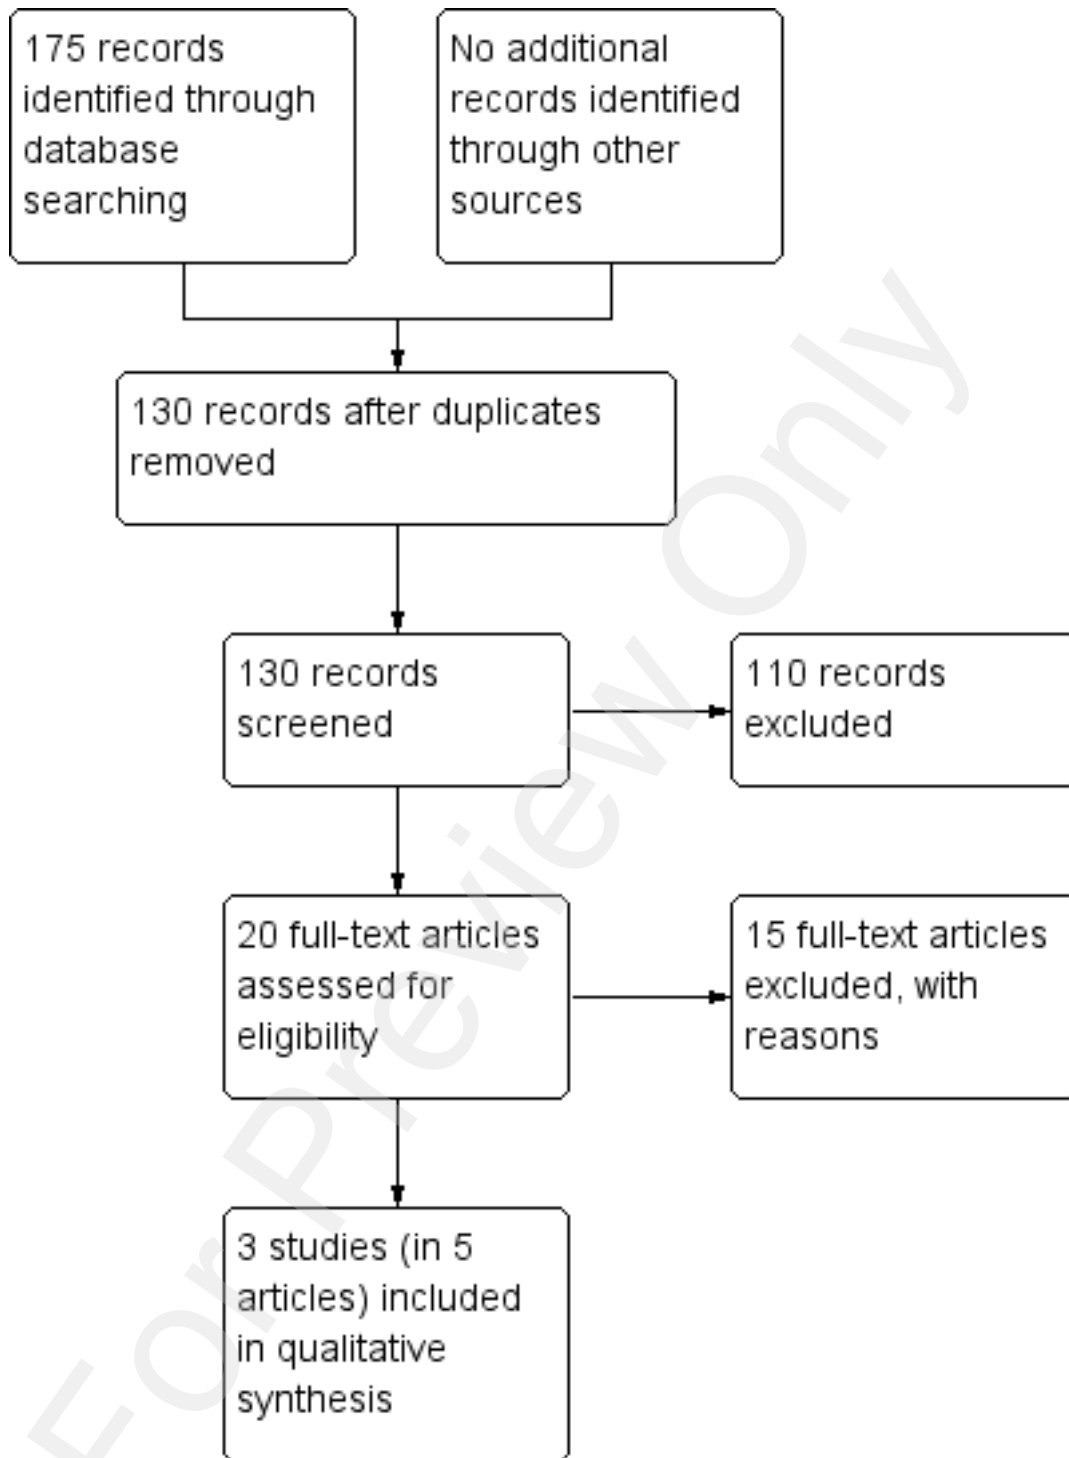 175 records
identified through
database
searching
No additional
records identified
through other
sources
130 records after duplicates
removed
130 records
screened
110 records
excluded
20 full-text articles
assessed for
eligibility
15 full-text articles
excluded, with
reasons
3 studies (in 5
articles) included
in qualitative
synthesis
For Preview Only